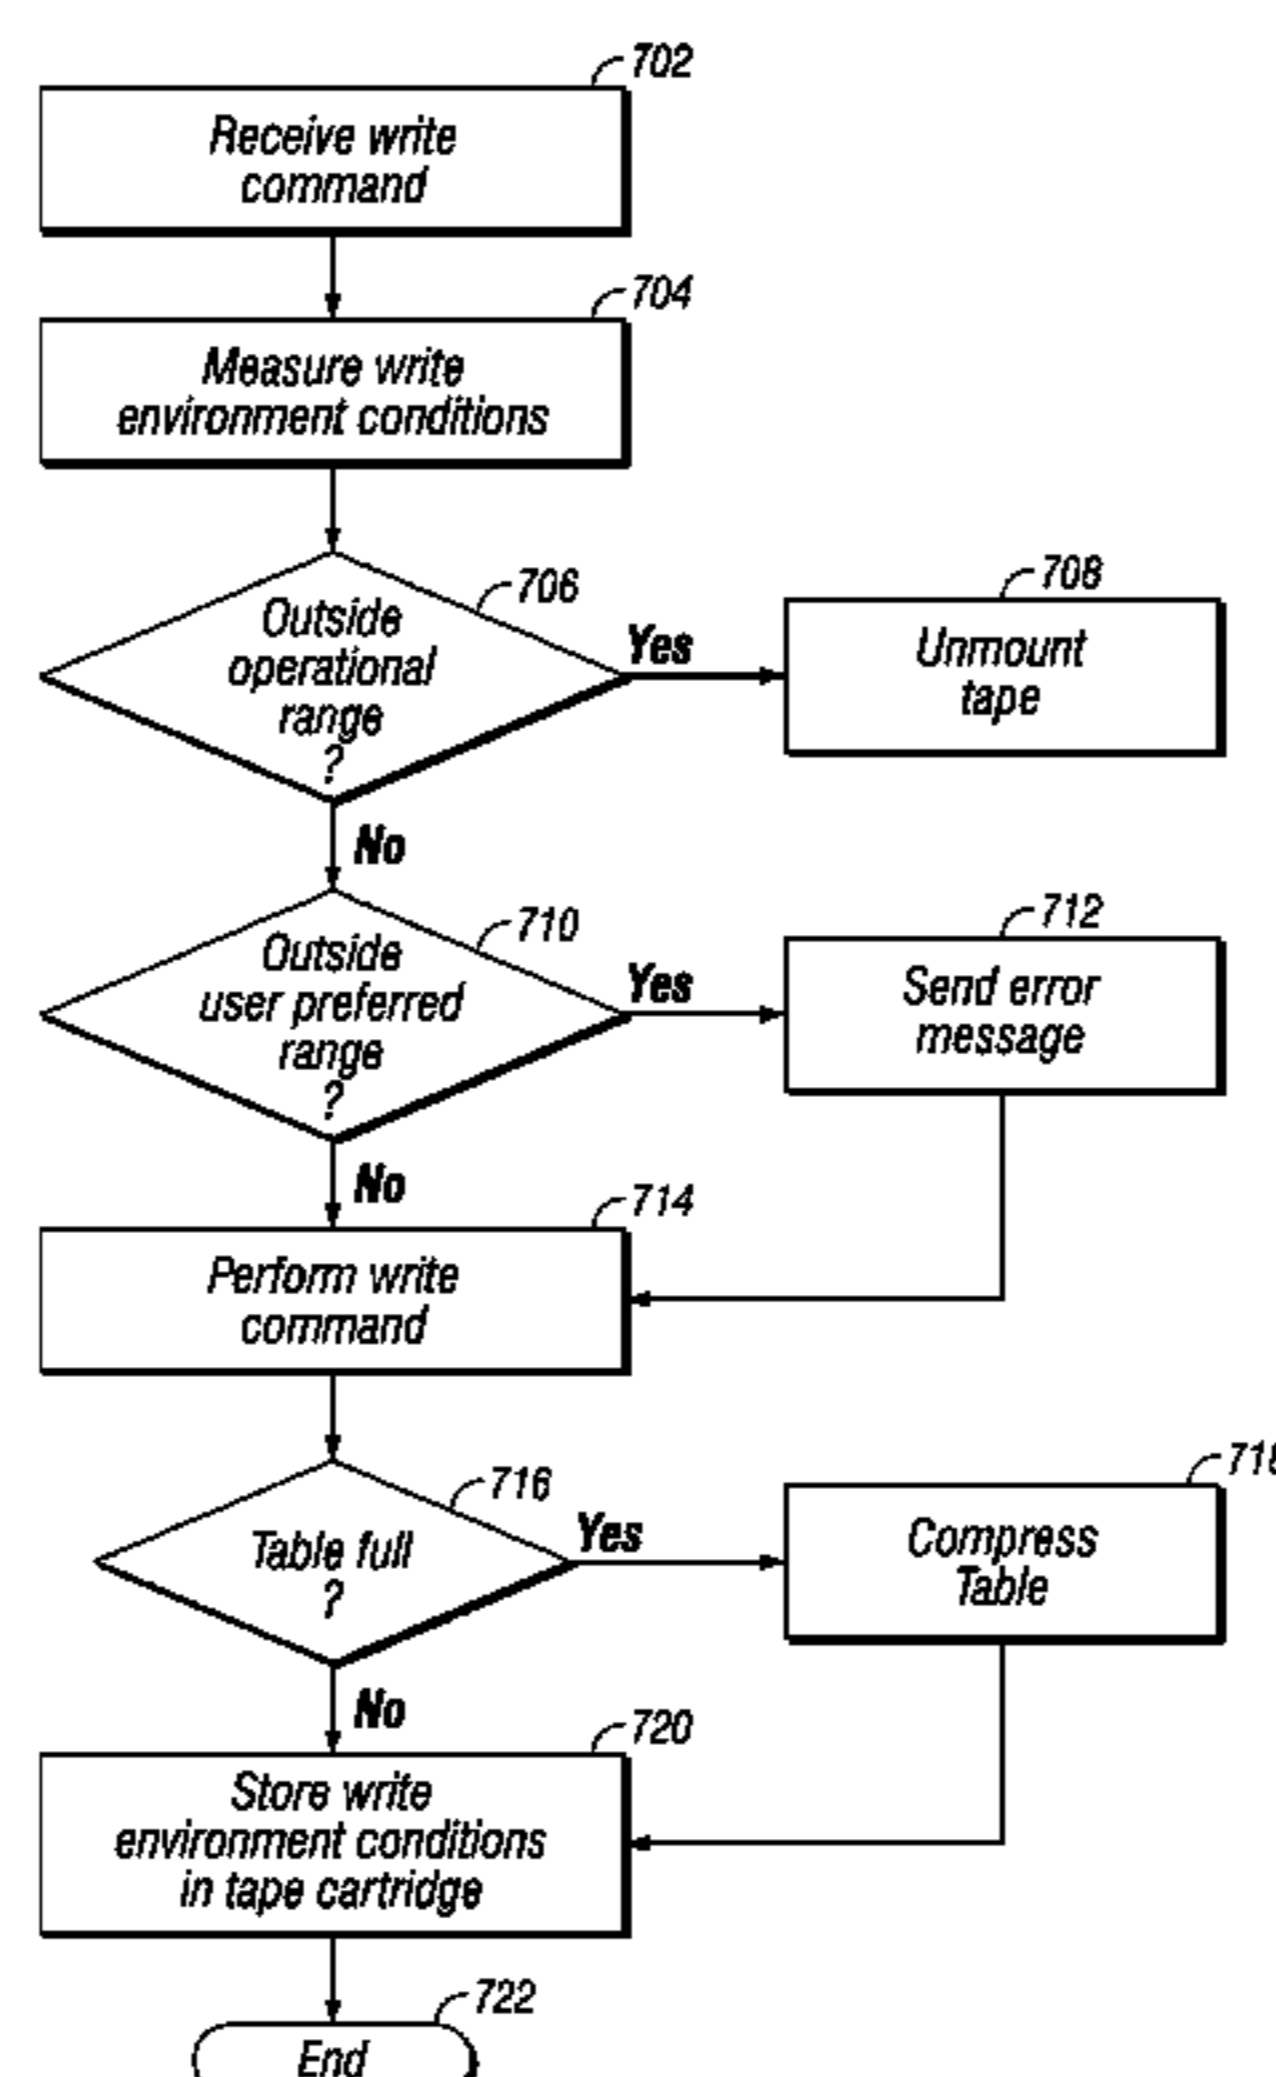 702
Receive write
command
704
Measure write
environment conditions
706
Outside
operational
range
?
Yes
708
Unmount
tape
No
710
Outside
user preferred
range
?
Yes
712
Send error
message
No
714
Perform write
command
716
Table full
?
Yes
718
Compress
Table
No
720
Store write
environment conditions
in tape cartridge
722
End